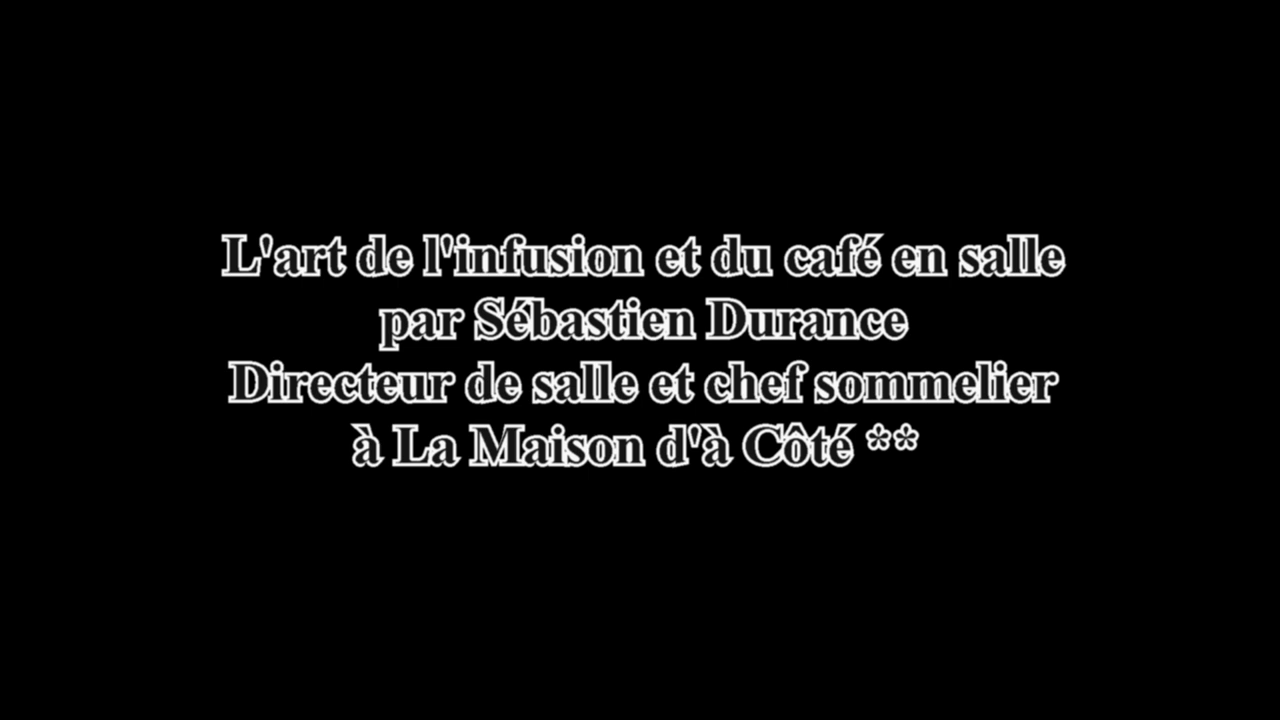 L'art de l'infusion et du café en salle
par Sébastien Durance
Directeur de salle et chef sommelier
à La Maison d'à Côté **